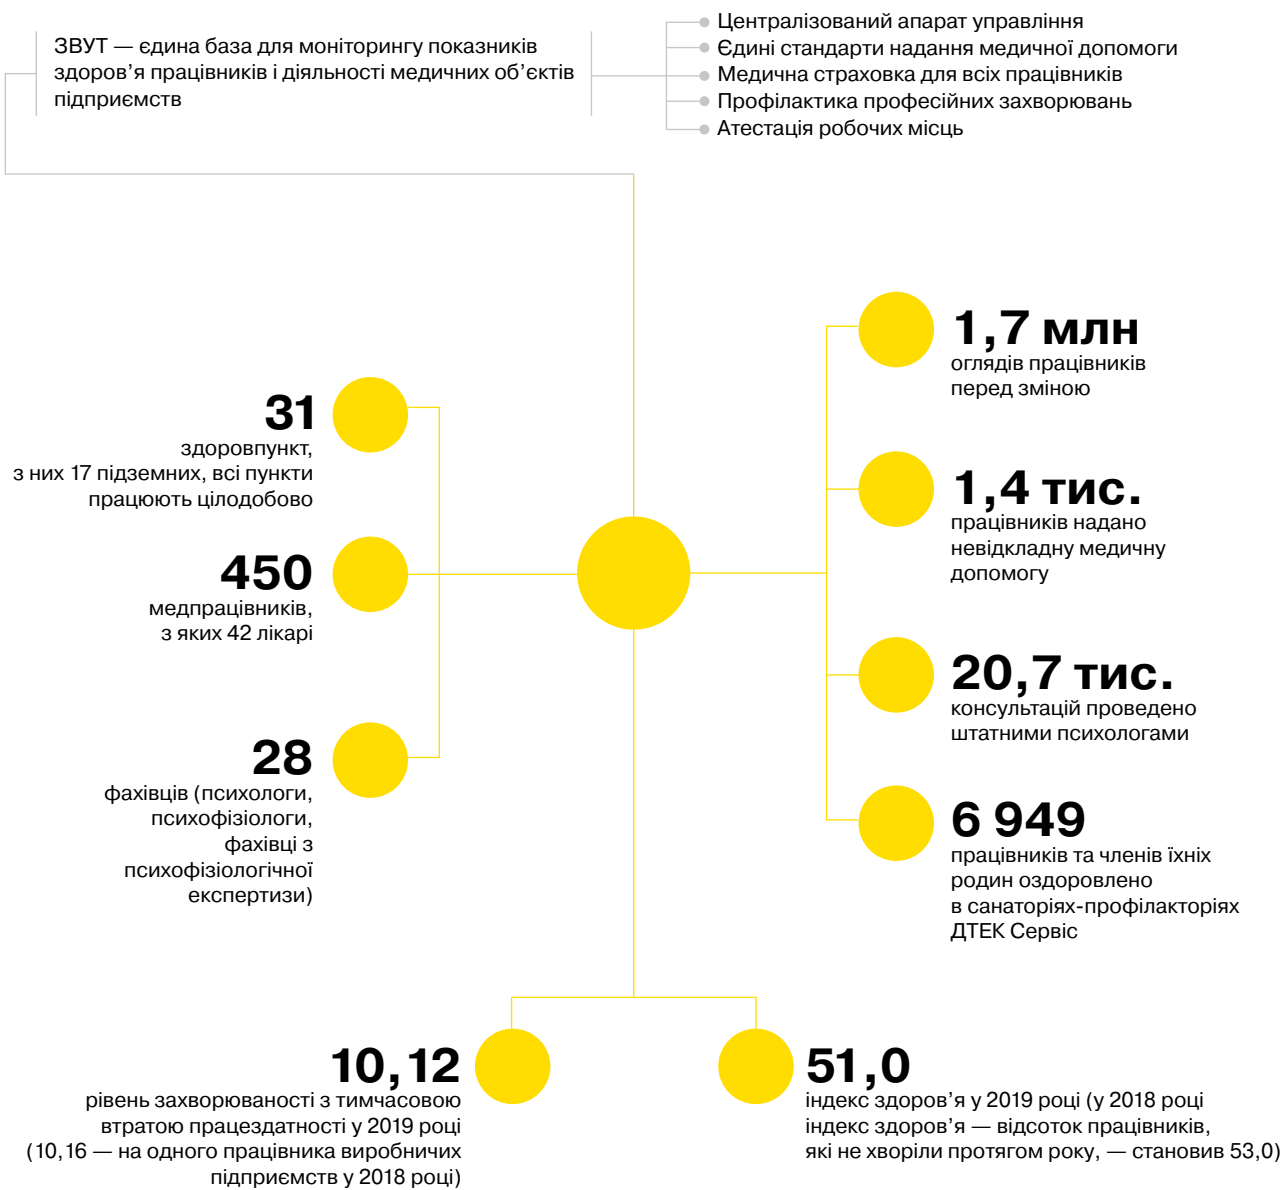 ЗВУТ — єдина база для моніторингу показників
здоров’я працівників і діяльності медичних об’єктів
підприємств
Централізований апарат управління
Єдині стандарти надання медичної допомоги
Медична страховка для всіх працівників
Профілактика професійних захворювань
Атестація робочих місць
31
здоровпункт,
з них 17 підземних, всі пункти
працюють цілодобово
450
медпрацівників,
з яких 42 лікарі
28
фахівців (психологи,
психофізіологи,
фахівці з
психофізіологічної
експертизи)
1,7 млн
оглядів працівників
перед зміною
1,4 тис.
працівників надано
невідкладну медичну
допомогу
20,7 тис.
консультацій проведено
штатними психологами
6 949
працівників та членів їхніх
родин оздоровлено
в санаторіях-профілакторіях
ДТЕК Сервіс
10,12
рівень захворюваності з тимчасовою
втратою працездатності у 2019 році
(10,16 — на одного працівника виробничих
підприємств у 2018 році)
51,0
індекс здоров’я у 2019 році (у 2018 році
індекс здоров’я — відсоток працівників,
які не хворіли протягом року, — становив 53,0)